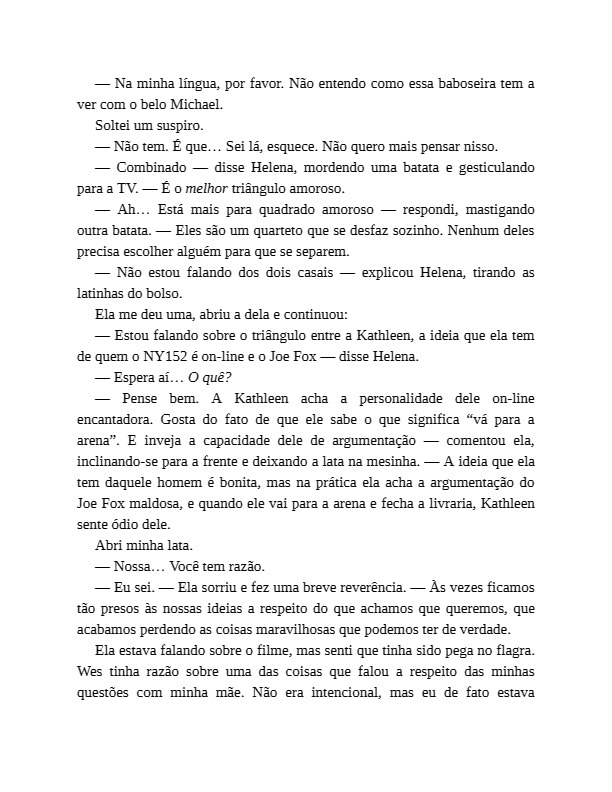 — Na minha língua, por favor. Não entendo como essa baboseira tem a
ver com o belo Michael.
Soltei um suspiro.
— Não tem. É que… Sei lá, esquece. Não quero mais pensar nisso.
— Combinado — disse Helena, mordendo uma batata e gesticulando
para a TV. — É o melhor triângulo amoroso.
— Ah… Está mais para quadrado amoroso — respondi, mastigando
outra batata. — Eles são um quarteto que se desfaz sozinho. Nenhum deles
precisa escolher alguém para que se separem.
— Não estou falando dos dois casais — explicou Helena, tirando as
latinhas do bolso.
Ela me deu uma, abriu a dela e continuou:
— Estou falando sobre o triângulo entre a Kathleen, a ideia que ela tem
de quem o NY152 é on-line e o Joe Fox — disse Helena.
— Espera aí… O quê?
— Pense bem. A Kathleen acha a personalidade dele on-line
encantadora. Gosta do fato de que ele sabe o que significa “vá para a
arena”. E inveja a capacidade dele de argumentação — comentou ela,
inclinando-se para a frente e deixando a lata na mesinha. — A ideia que ela
tem daquele homem é bonita, mas na prática ela acha a argumentação do
Joe Fox maldosa, e quando ele vai para a arena e fecha a livraria, Kathleen
sente ódio dele.
Abri minha lata.
— Nossa… Você tem razão.
— Eu sei. — Ela sorriu e fez uma breve reverência. — Às vezes ficamos
tão presos às nossas ideias a respeito do que achamos que queremos, que
acabamos perdendo as coisas maravilhosas que podemos ter de verdade.
Ela estava falando sobre o filme, mas senti que tinha sido pega no flagra.
Wes tinha razão sobre uma das coisas que falou a respeito das minhas
questões com minha mãe. Não era intencional, mas eu de fato estava